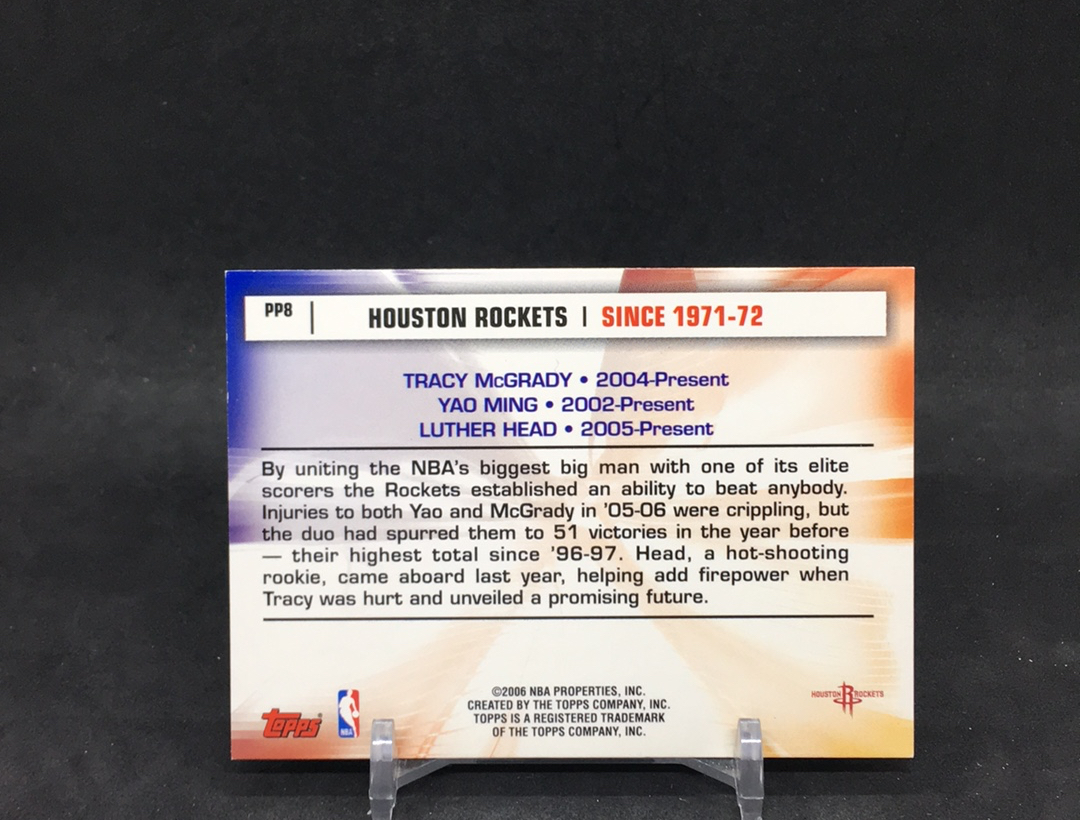 PP8 | HOUSTON ROCKETS | SINCE 1971-72
TRACY McGRADY • 2004-Present
YAO MING • 2002-Present
LUTHER HEAD • 2005-Present
By uniting the NBA's biggest big man with one of its elite
scorers the Rockets established an ability to beat anybody.
Injuries to both Yao and McGrady in '05-06 were crippling, but
the duo had spurred them to 51 victories in the year before
— their highest total since '96-97. Head, a hot-shooting
rookie, came aboard last year, helping add firepower when
Tracy was hurt and unveiled a promising future.
©2006 NBA PROPERTIES, INC.
CREATED BY THE TOPPS COMPANY, INC.
TOPPS IS A REGISTERED TRADEMARK
OF THE TOPPS COMPANY, INC.
Topps®
NBA
HOUSTON R ROCKETS